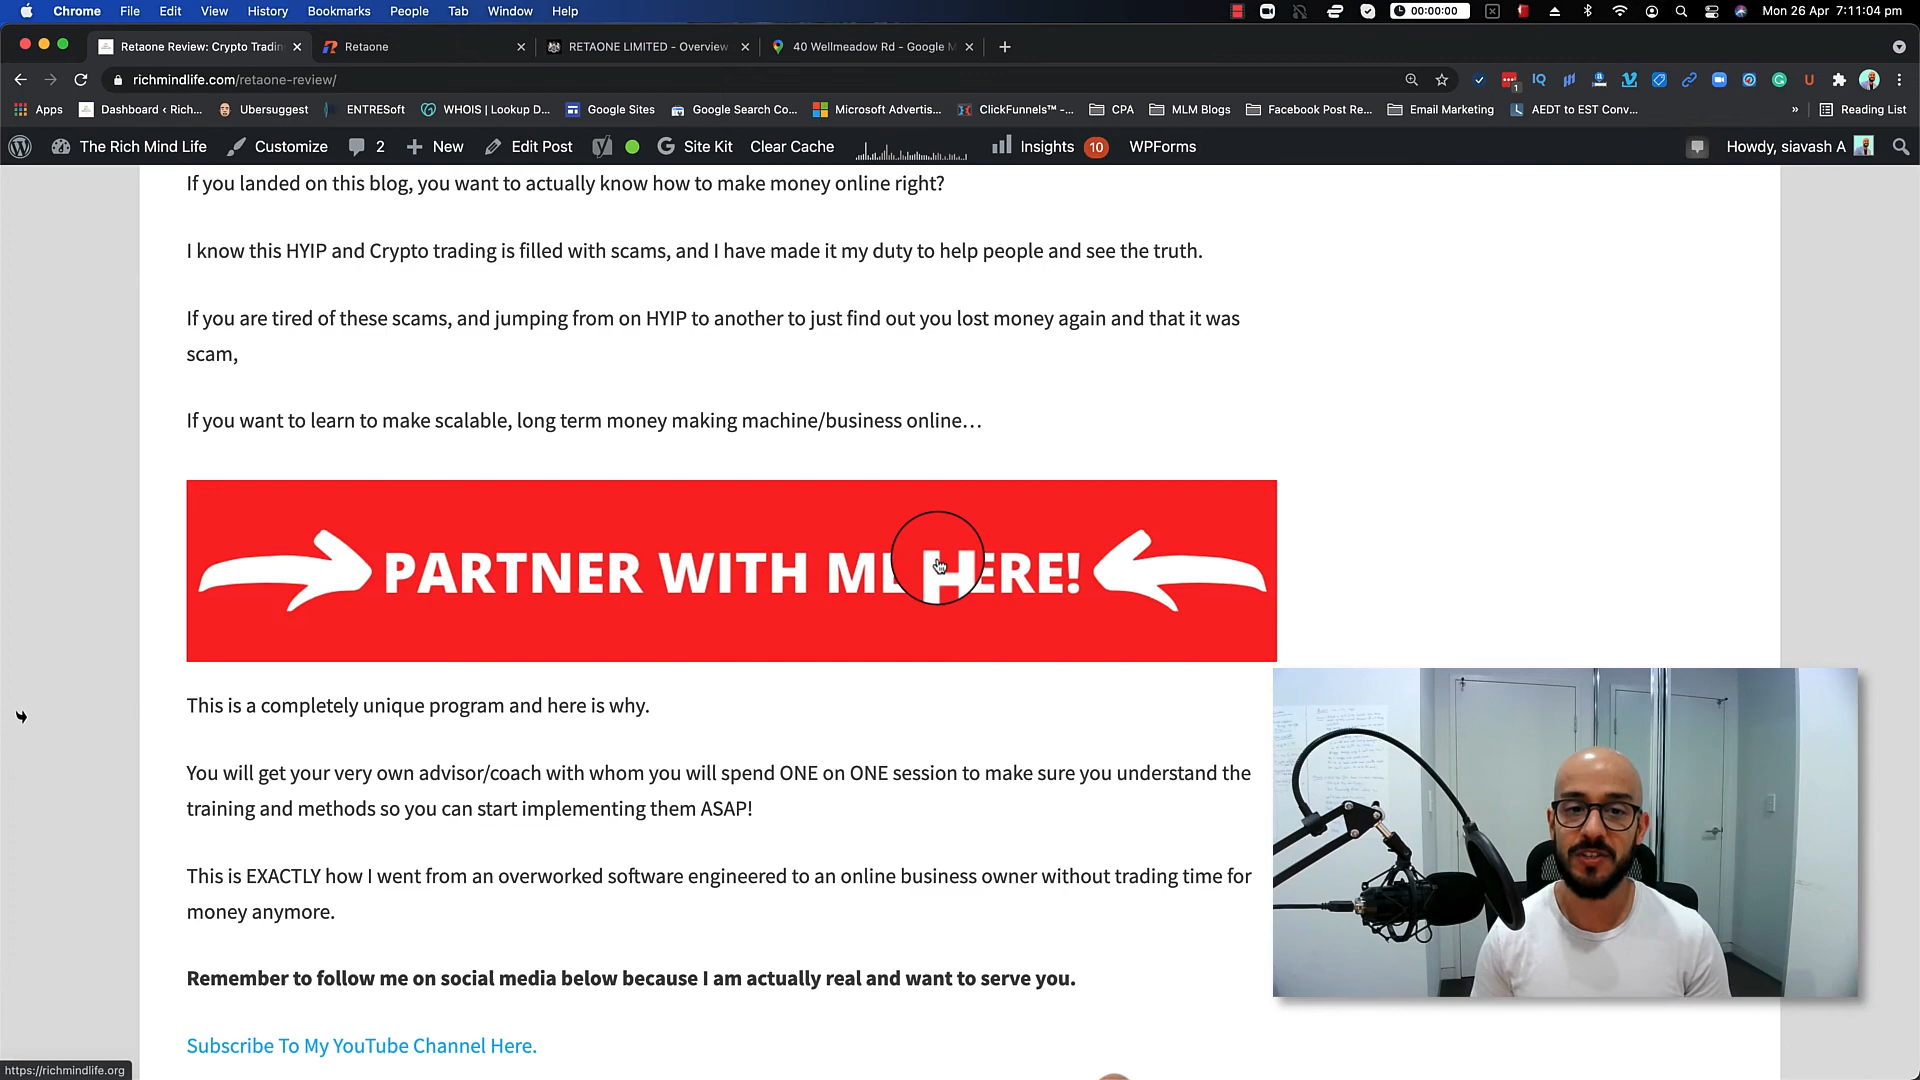 Chrome File Edit View History Bookmarks People Tab Window Help 00:00:00 Mon 26 Apr 7:11:04 pm
Retaone Review: Crypto Tradin Retaone RETAONE LIMITED - Overview 40 Wellmeadow Rd - Google M
richmindlife.com/retaone-review/
Apps Dashboard ‹ Rich... Ubersuggest ENTRESoft WHOIS | Lookup D... Google Sites Google Search Co... Microsoft Advertis... ClickFunnels™ -... CPA MLM Blogs Facebook Post Re... Email Marketing AEDT to EST Conv... » Reading List
The Rich Mind Life Customize 2 New Edit Post Site Kit Clear Cache Insights 10 WPForms Howdy, siavash A
If you landed on this blog, you want to actually know how to make money online right?
I know this HYIP and Crypto trading is filled with scams, and I have made it my duty to help people and see the truth.
If you are tired of these scams, and jumping from on HYIP to another to just find out you lost money again and that it was
scam,
If you want to learn to make scalable, long term money making machine/business online…
PARTNER WITH ME HERE!
This is a completely unique program and here is why.
You will get your very own advisor/coach with whom you will spend ONE on ONE session to make sure you understand the
training and methods so you can start implementing them ASAP!
This is EXACTLY how I went from an overworked software engineered to an online business owner without trading time for
money anymore.
Remember to follow me on social media below because I am actually real and want to serve you.
Subscribe To My YouTube Channel Here.
https://richmindlife.org